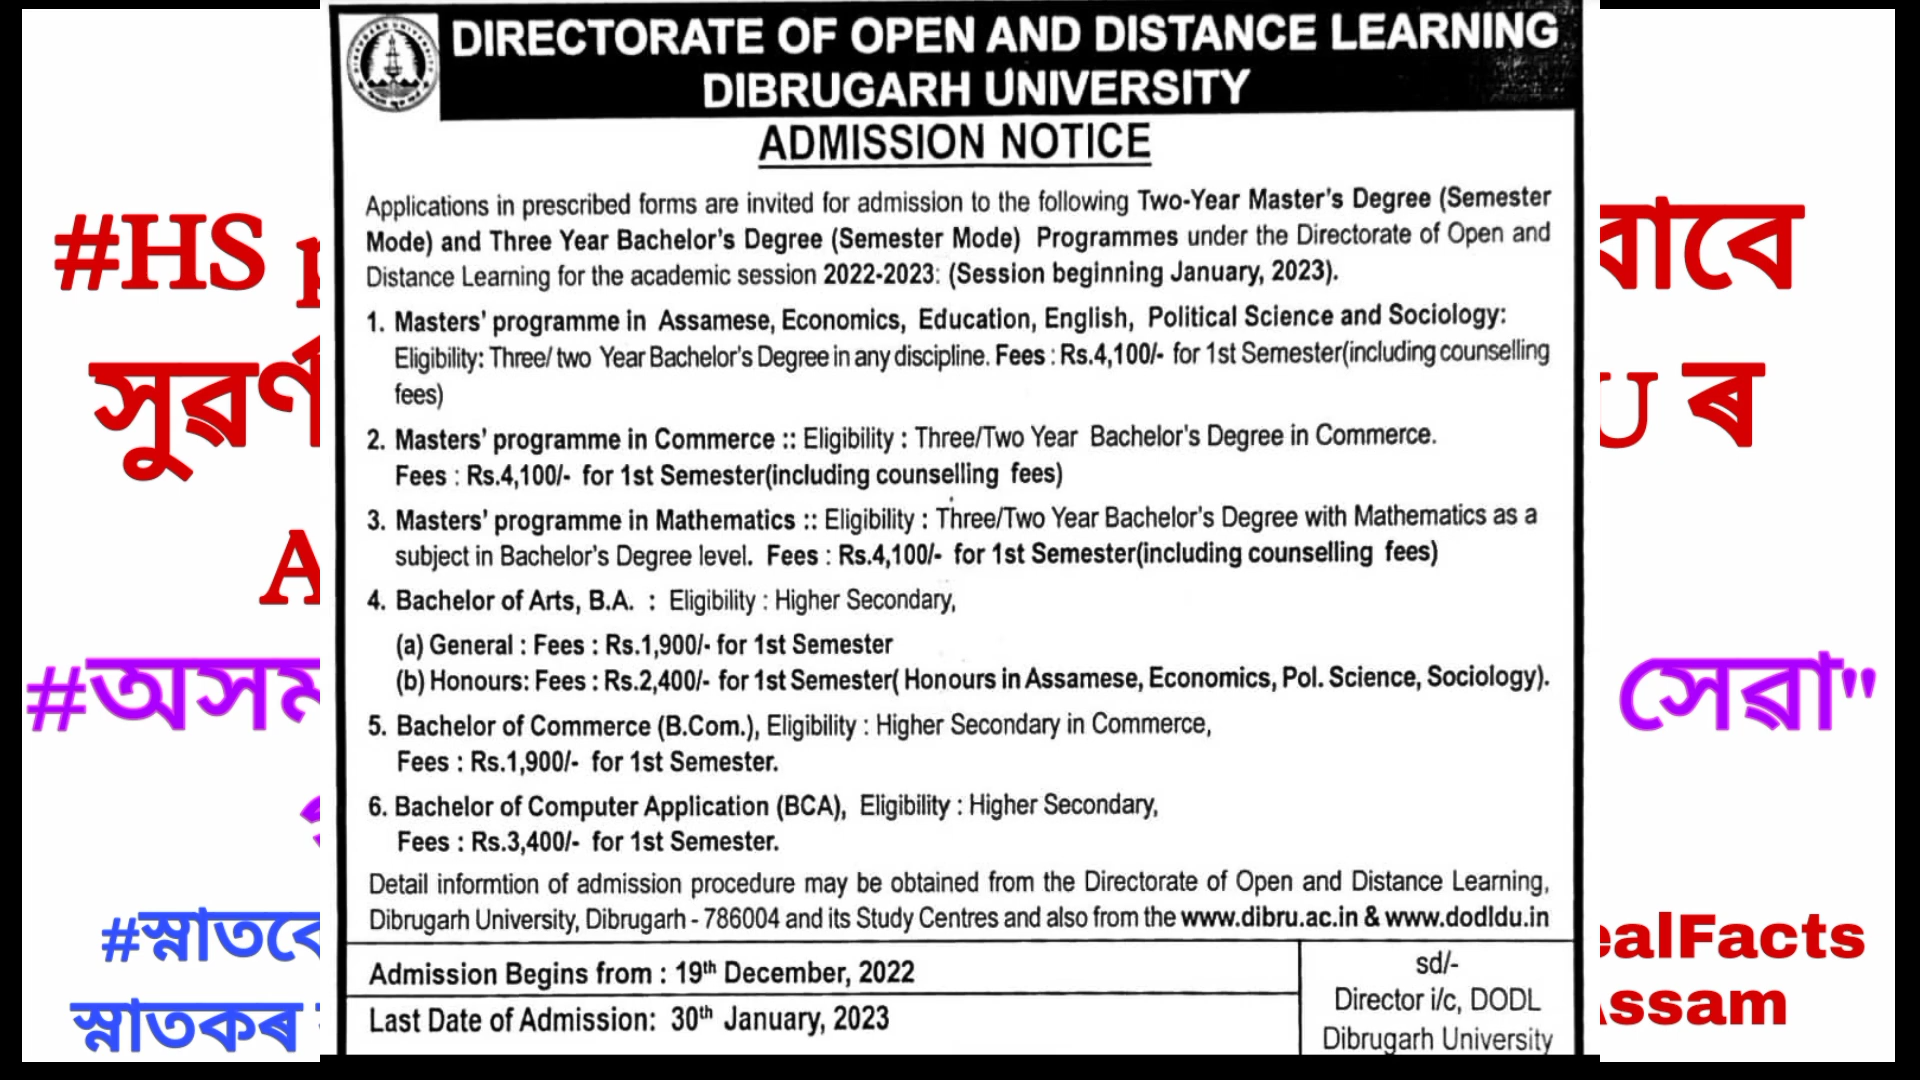 DIRECTORATE OF OPEN AND DISTANCE LEARNING
DIBRUGARH UNIVERSITY
ADMISSION NOTICE
Applications in prescribed forms are invited for admission to the following Two-Year Master's Degree (Semester
Mode) and Three Year Bachelor's Degree (Semester Mode) Programmes under the Directorate of Open and
Distance Learning for the academic session 2022-2023: (Session beginning January, 2023).
1. Masters' programme in Assamese, Economics, Education, English, Political Science and Sociology:
Eligibility: Three/ two Year Bachelor's Degree in any discipline. Fees : Rs.4,100/- for 1st Semester(including counselling
fees)
2. Masters' programme in Commerce :: Eligibility : Three/Two Year Bachelor's Degree in Commerce.
Fees : Rs.4,100/- for 1st Semester(including counselling fees)
3. Masters' programme in Mathematics :: Eligibility : Three/Two Year Bachelor's Degree with Mathematics as a
subject in Bachelor's Degree level. Fees : Rs.4,100/- for 1st Semester(including counselling fees)
4. Bachelor of Arts, B.A. : Eligibility : Higher Secondary,
(a) General : Fees : Rs.1,900/- for 1st Semester
(b) Honours: Fees : Rs.2,400/- for 1st Semester( Honours in Assamese, Economics, Pol. Science, Sociology).
5. Bachelor of Commerce (B.Com.), Eligibility : Higher Secondary in Commerce,
Fees : Rs.1,900/- for 1st Semester.
6. Bachelor of Computer Application (BCA), Eligibility : Higher Secondary,
Fees : Rs.3,400/- for 1st Semester.
Detail informtion of admission procedure may be obtained from the Directorate of Open and Distance Learning,
Dibrugarh University, Dibrugarh - 786004 and its Study Centres and also from the www.dibru.ac.in & www.dodldu.in
Admission Begins from : 19th December, 2022
Last Date of Admission: 30th January, 2023
sd/-
Director i/c, DODL
Dibrugarh University
#HS
ৰ
সেৱা"
স্নাতকৰ